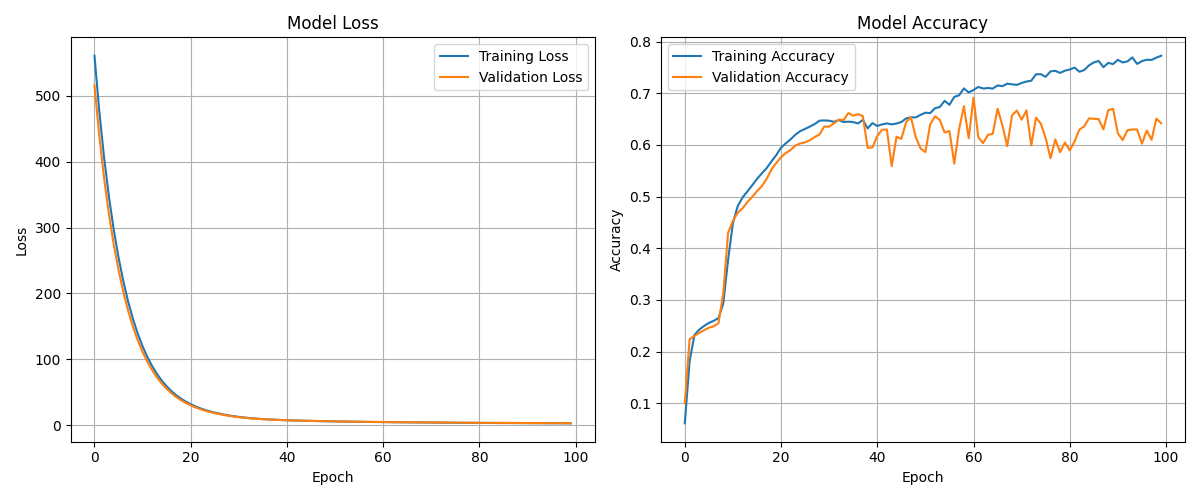 Model Loss
Training Loss
Validation Loss
500
400
300
200
100
0
Loss
0 20 40 60 80 100
Epoch
Model Accuracy
Training Accuracy
Validation Accuracy
0.8
0.7
0.6
0.5
0.4
0.3
0.2
0.1
Accuracy
0 20 40 60 80 100
Epoch